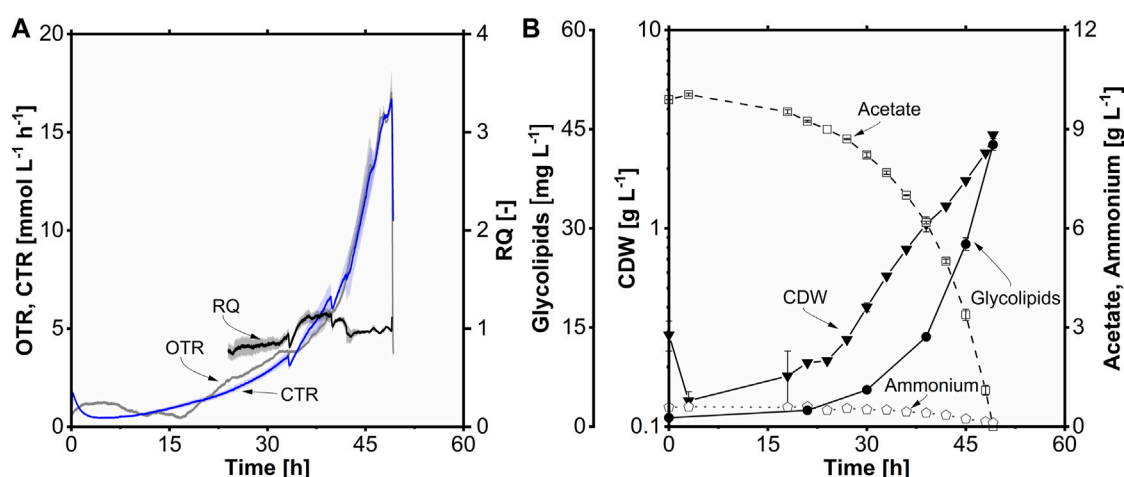 A
20
15
10
5
0
OTR, CTR [mmol L-1 h-1]
RQ
OTR
CTR
4
3
2
1
0
RQ [-]
0 15 30 45 60
Time [h]
B
60
45
30
15
0
Glycolipids [mg L-1]
10
1
0.1
CDW [g L-1]
Acetate
CDW
Glycolipids
Ammonium
12
9
6
3
0
Acetate, Ammonium [g L-1]
0 15 30 45 60
Time [h]